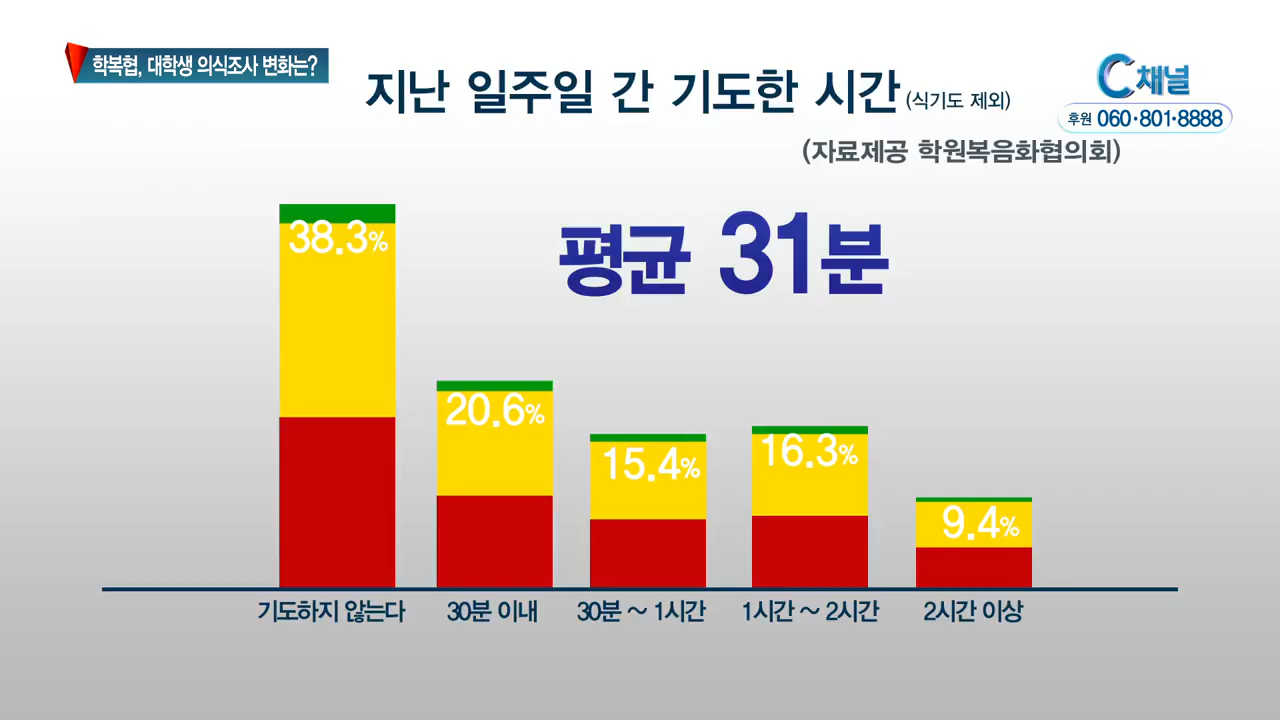 학복협, 대학생 의식조사 변화는?
지난 일주일 간 기도한 시간 (식기도 제외)
C채널
후원 060·801·8888
(자료제공 학원복음화협의회)
평균 31분
38.3%
20.6%
15.4%
16.3%
9.4%
기도하지 않는다
30분 이내
30분 ~ 1시간
1시간 ~ 2시간
2시간 이상